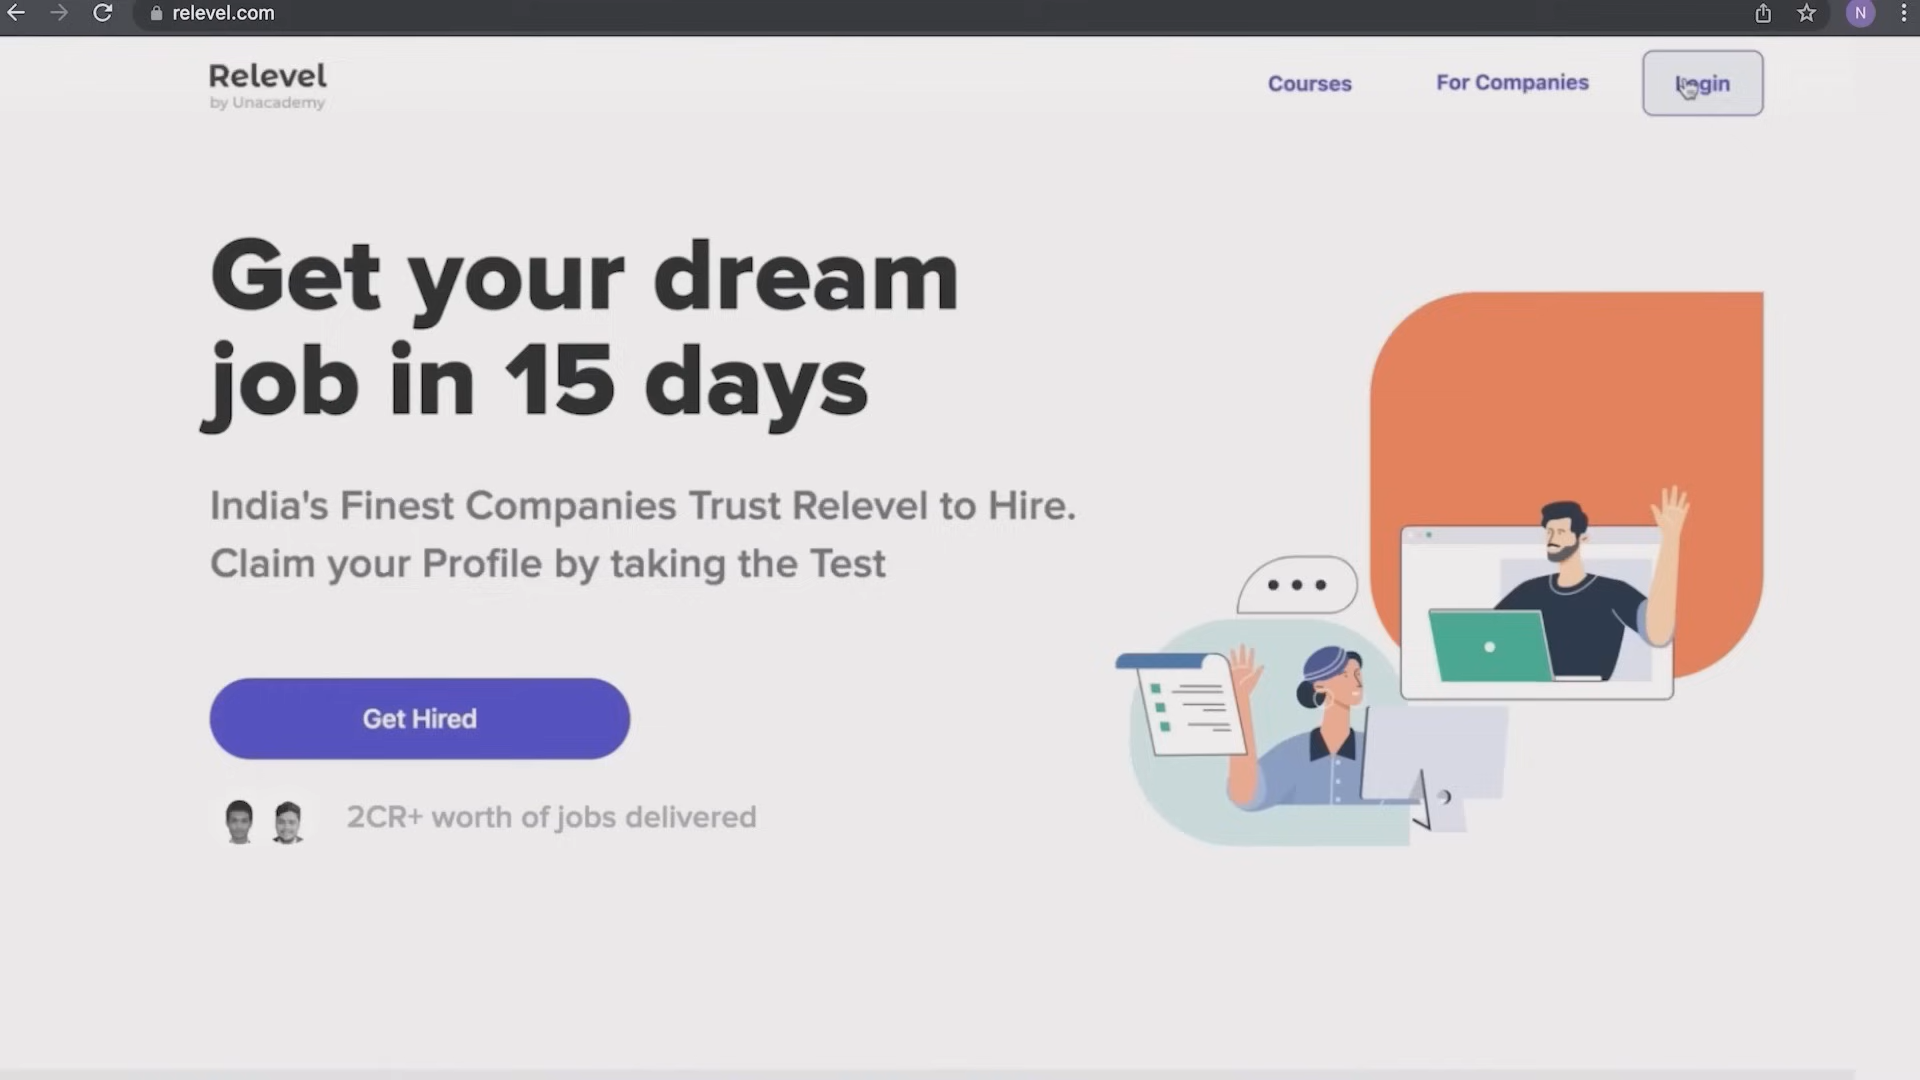 relevel.com
N
Relevel
by Unacademy
Courses
For Companies
Login
Get your dream
job in 15 days
India's Finest Companies Trust Relevel to Hire.
Claim your Profile by taking the Test
Get Hired
2CR+ worth of jobs delivered